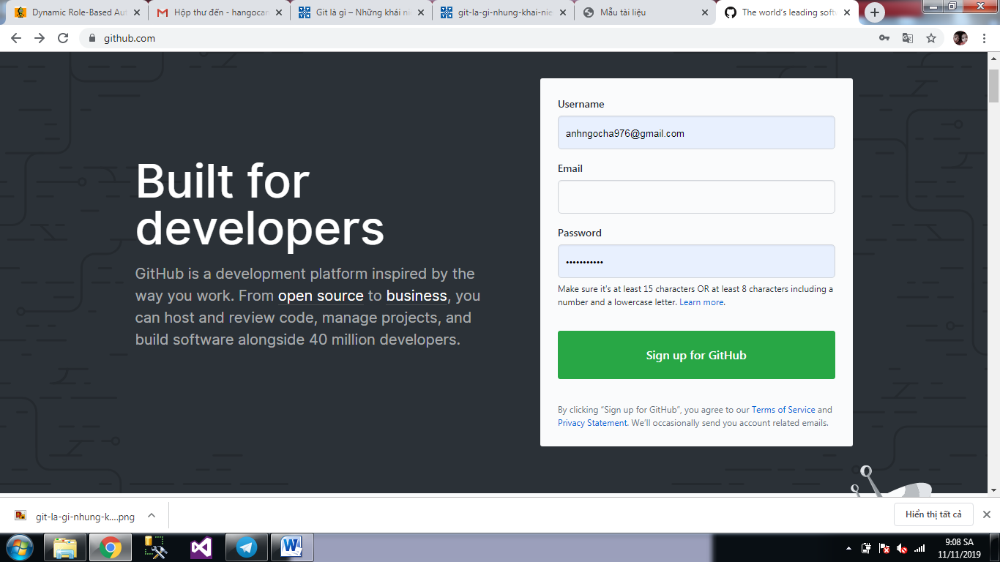 Dynamic Role-Based Aut
Hộp thư đến - hangocan
Git là gì – Những khái ni
git-la-gi-nhung-khai-nie
Mẫu tài liệu
The world's leading softw
github.com
Username
anhngocha976@gmail.com
Email
Password
•••••••••••
Make sure it's at least 15 characters OR at least 8 characters including a
number and a lowercase letter. Learn more.
Sign up for GitHub
By clicking “Sign up for GitHub”, you agree to our Terms of Service and
Privacy Statement. We’ll occasionally send you account related emails.
Built for
developers
GitHub is a development platform inspired by the
way you work. From open source to business, you
can host and review code, manage projects, and
build software alongside 40 million developers.
git-la-gi-nhung-k....png
Hiển thị tất cả
9:08 SA
11/11/2019